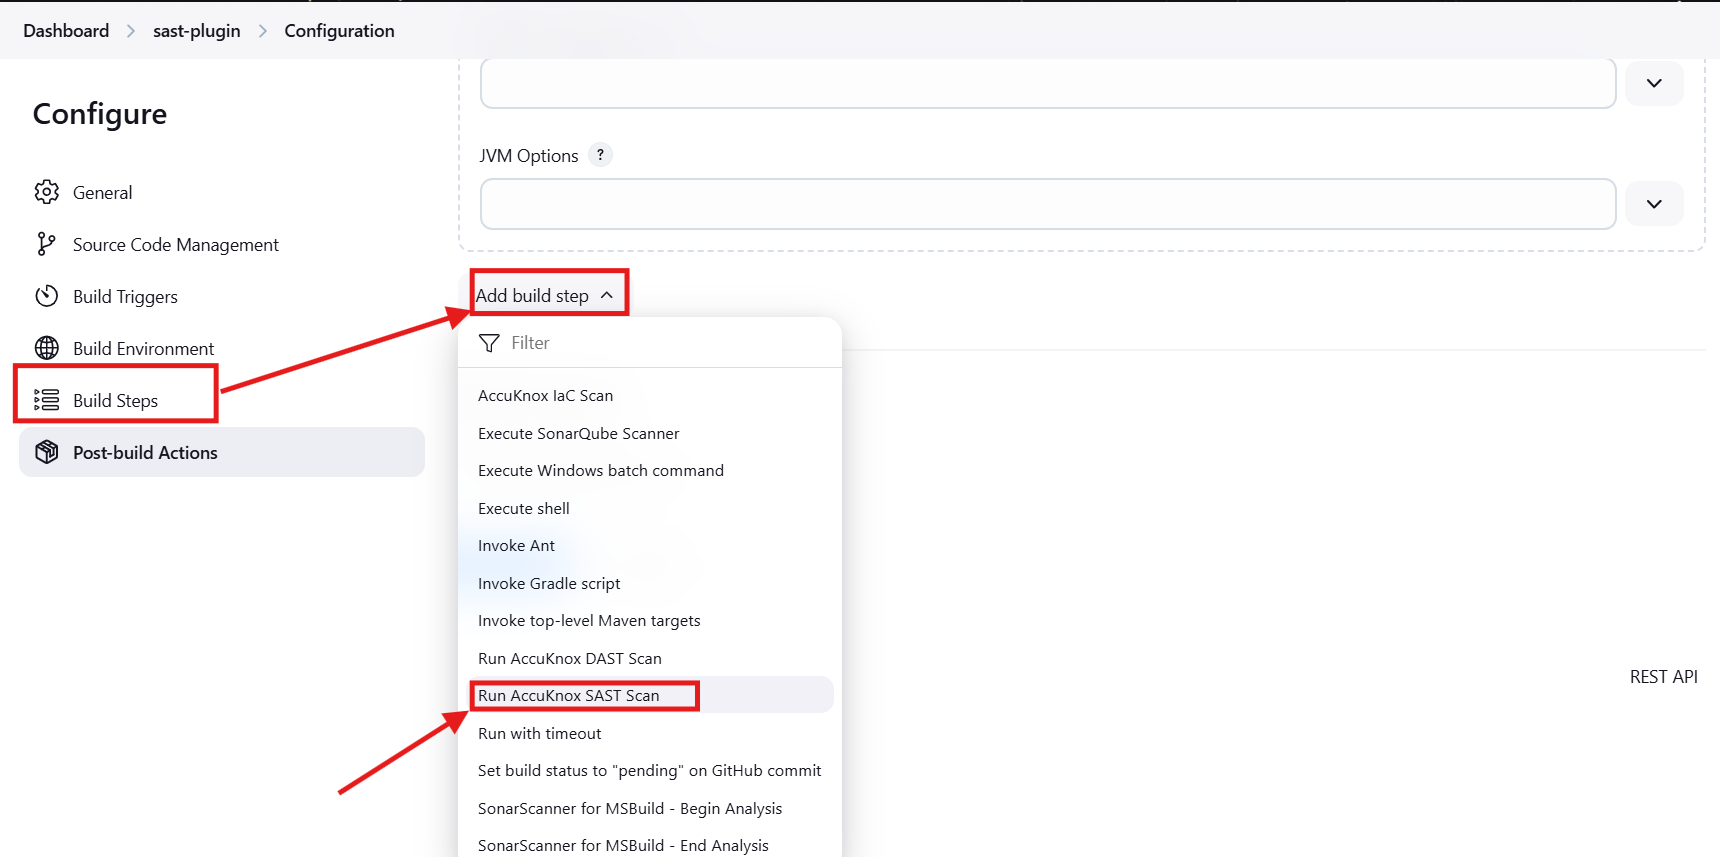 Dashboard
sast-plugin
Configuration
Configure
General
Source Code Management
Build Triggers
Build Environment
Build Steps
Post-build Actions
JVM Options ?
Add build step
Filter
AccuKnox IaC Scan
Execute SonarQube Scanner
Execute Windows batch command
Execute shell
Invoke Ant
Invoke Gradle script
Invoke top-level Maven targets
Run AccuKnox DAST Scan
Run AccuKnox SAST Scan
Run with timeout
Set build status to "pending" on GitHub commit
SonarScanner for MSBuild - Begin Analysis
SonarScanner for MSBuild - End Analysis
REST API